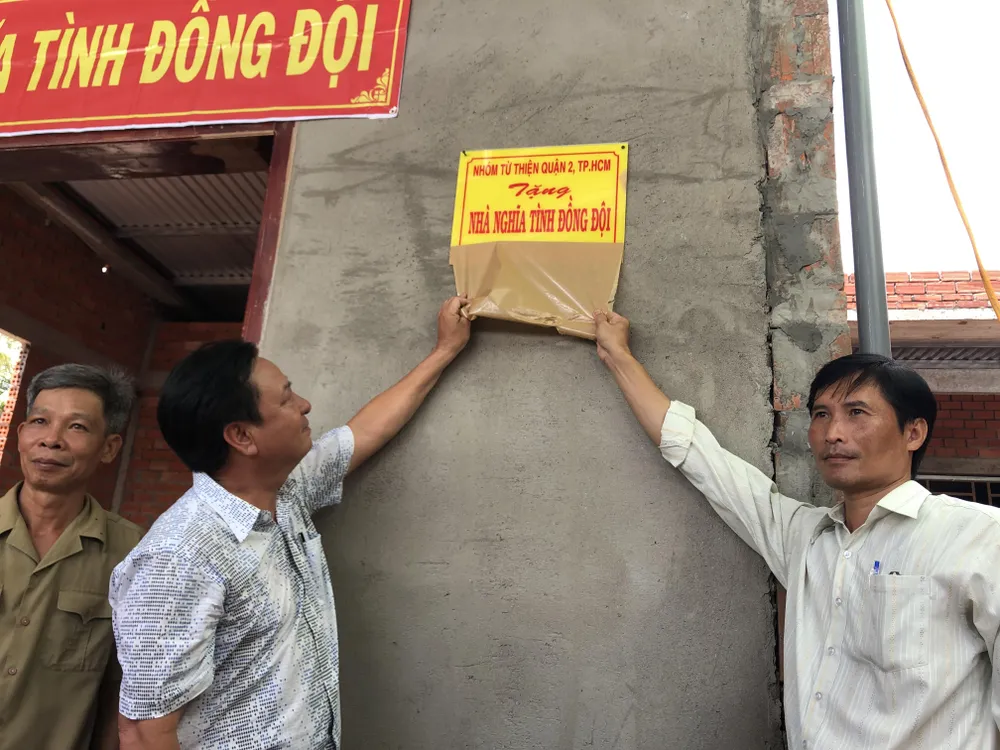 TÌNH ĐỒNG ĐỘI
NHÓM TỪ THIỆN QUẬN 2, TP.HCM
Tặng
NHÀ NGHĨA TÌNH ĐỒNG ĐỘI